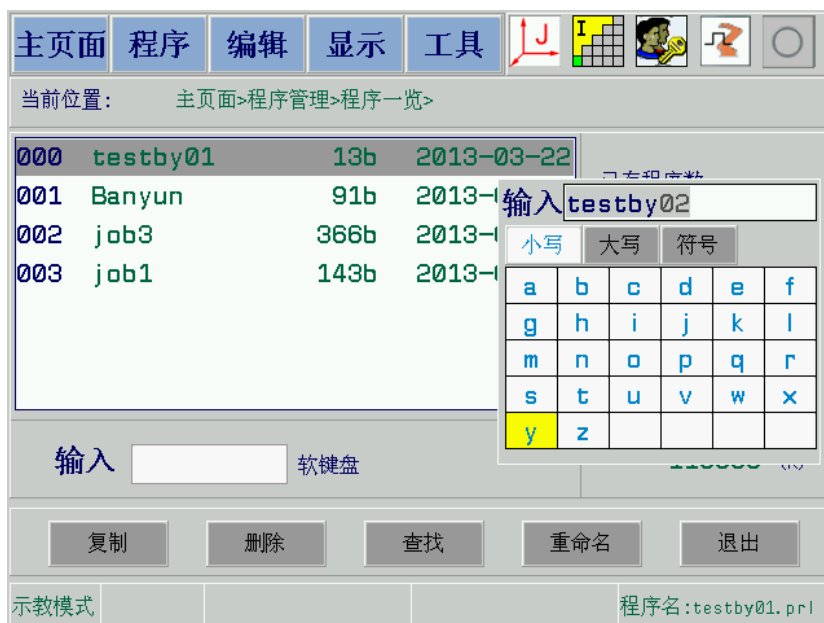 主页面 程序 编辑 显示 工具 J I
当前位置: 主页面>程序管理>程序一览>
000 testby01 13b 2013-03-22
001 Banyun 91b 2013-
002 job3 366b 2013-
003 job1 143b 2013-
输入 testby02
小写 大写 符号
a b c d e f
g h i j k l
m n o p q r
s t u v w x
y z
输入 软键盘
复制 删除 查找 重命名 退出
示教模式 程序名:testby01.prl